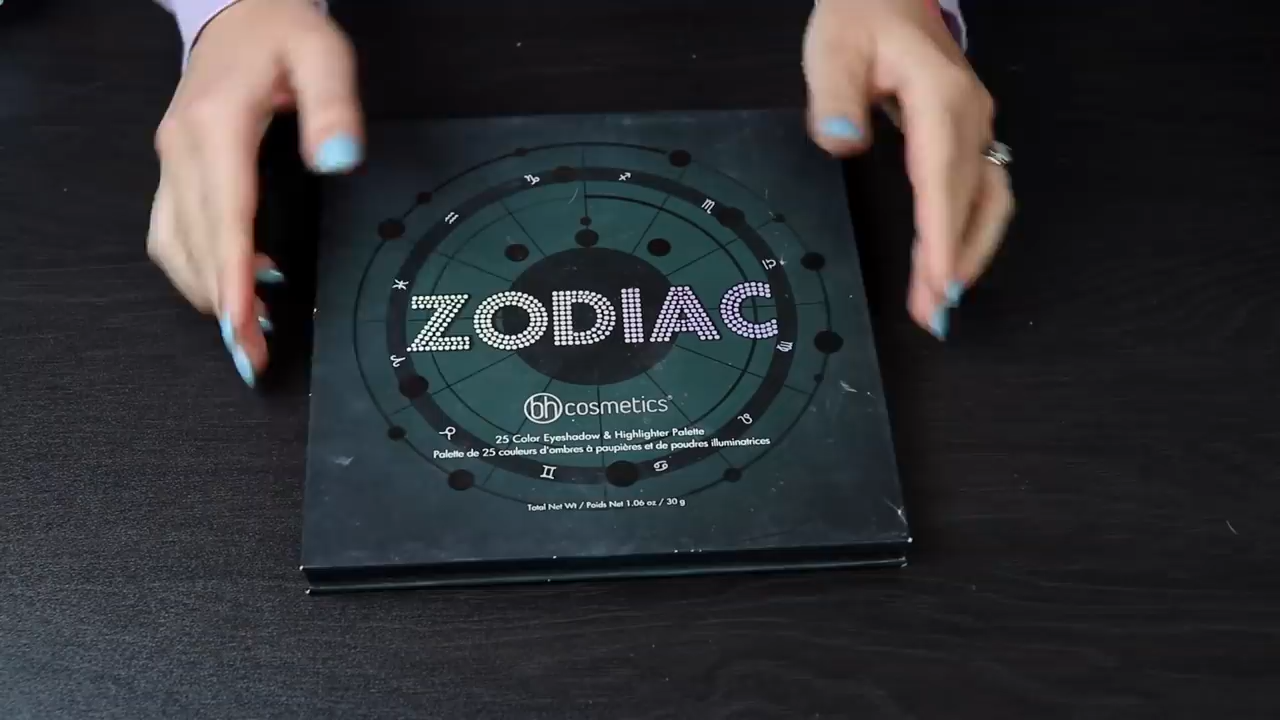 ZODIAC
bh cosmetics
25 Color Eyeshadow & Highlighter Palette
Palette de 25 couleurs d'ombres à paupières et de poudres illuminatrices
Total Net Wt / Poids Net 1.06 oz / 30 g